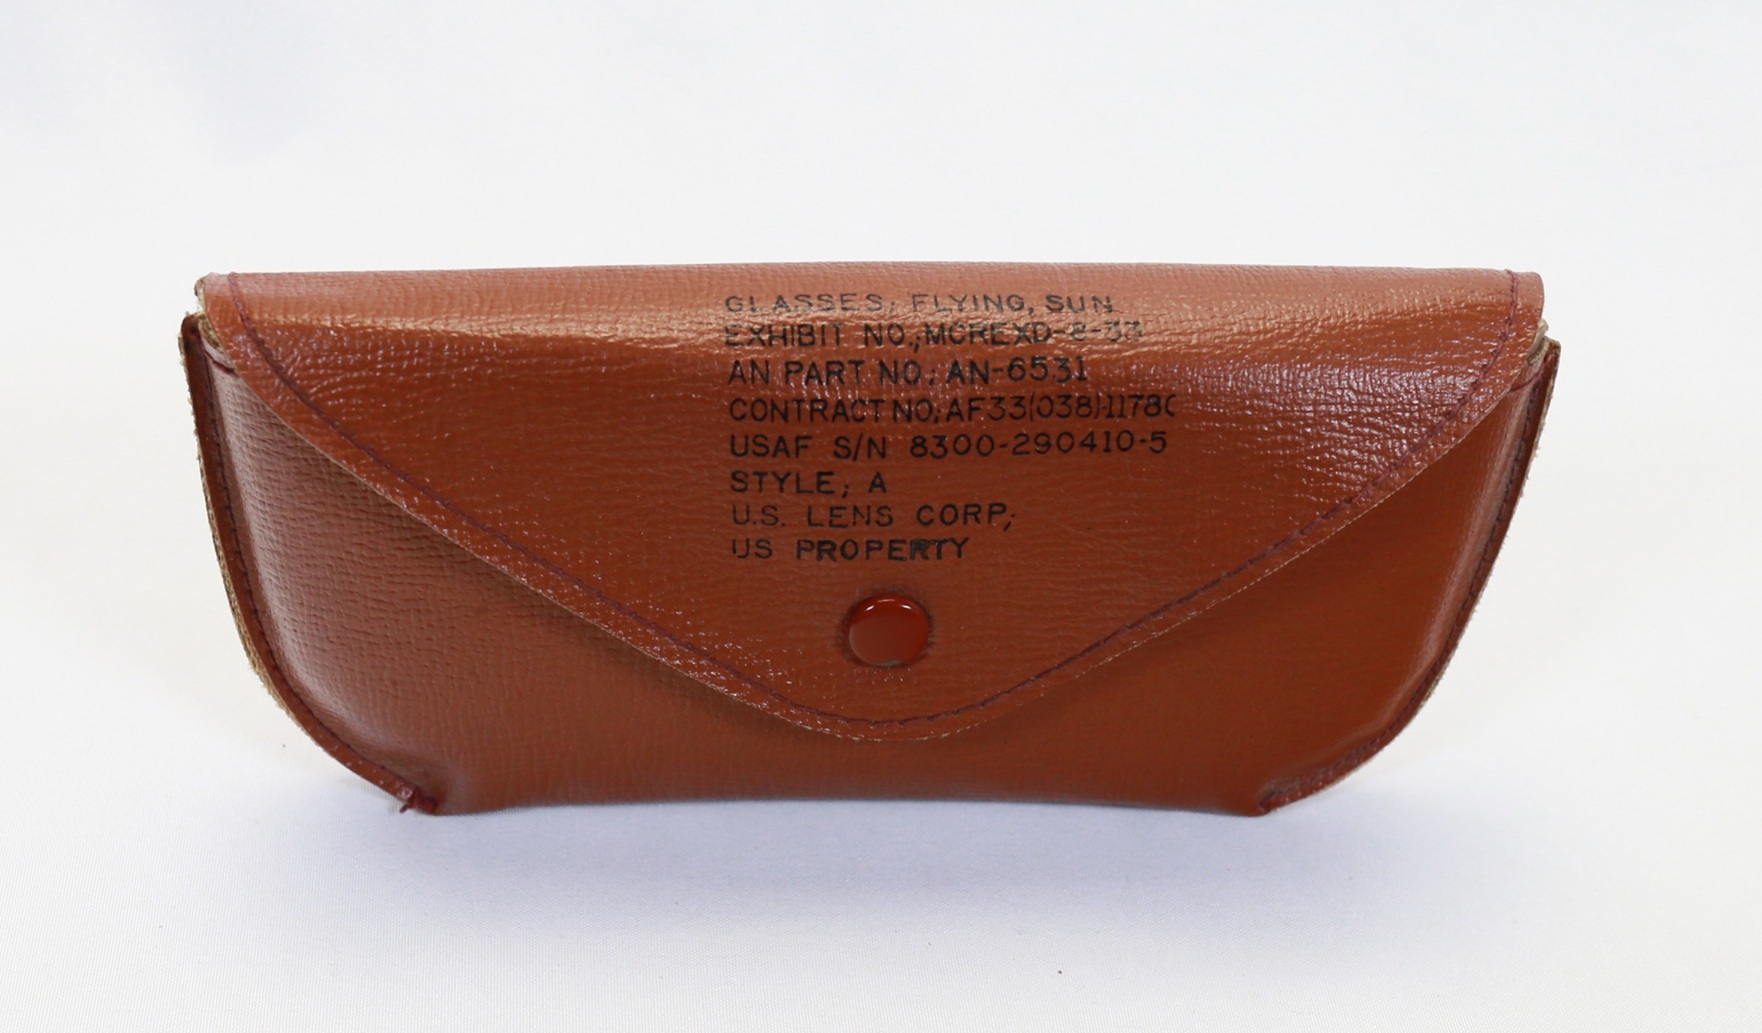 GLASSES; FLYING, SUN
EXHIBIT NO.; MCREXD-8-33
AN PART NO; AN-6531
CONTRACT NO; AF33(038)-1178
USAF S/N 8300-290410-5
STYLE; A
U.S. LENS CORP;
US PROPERTY